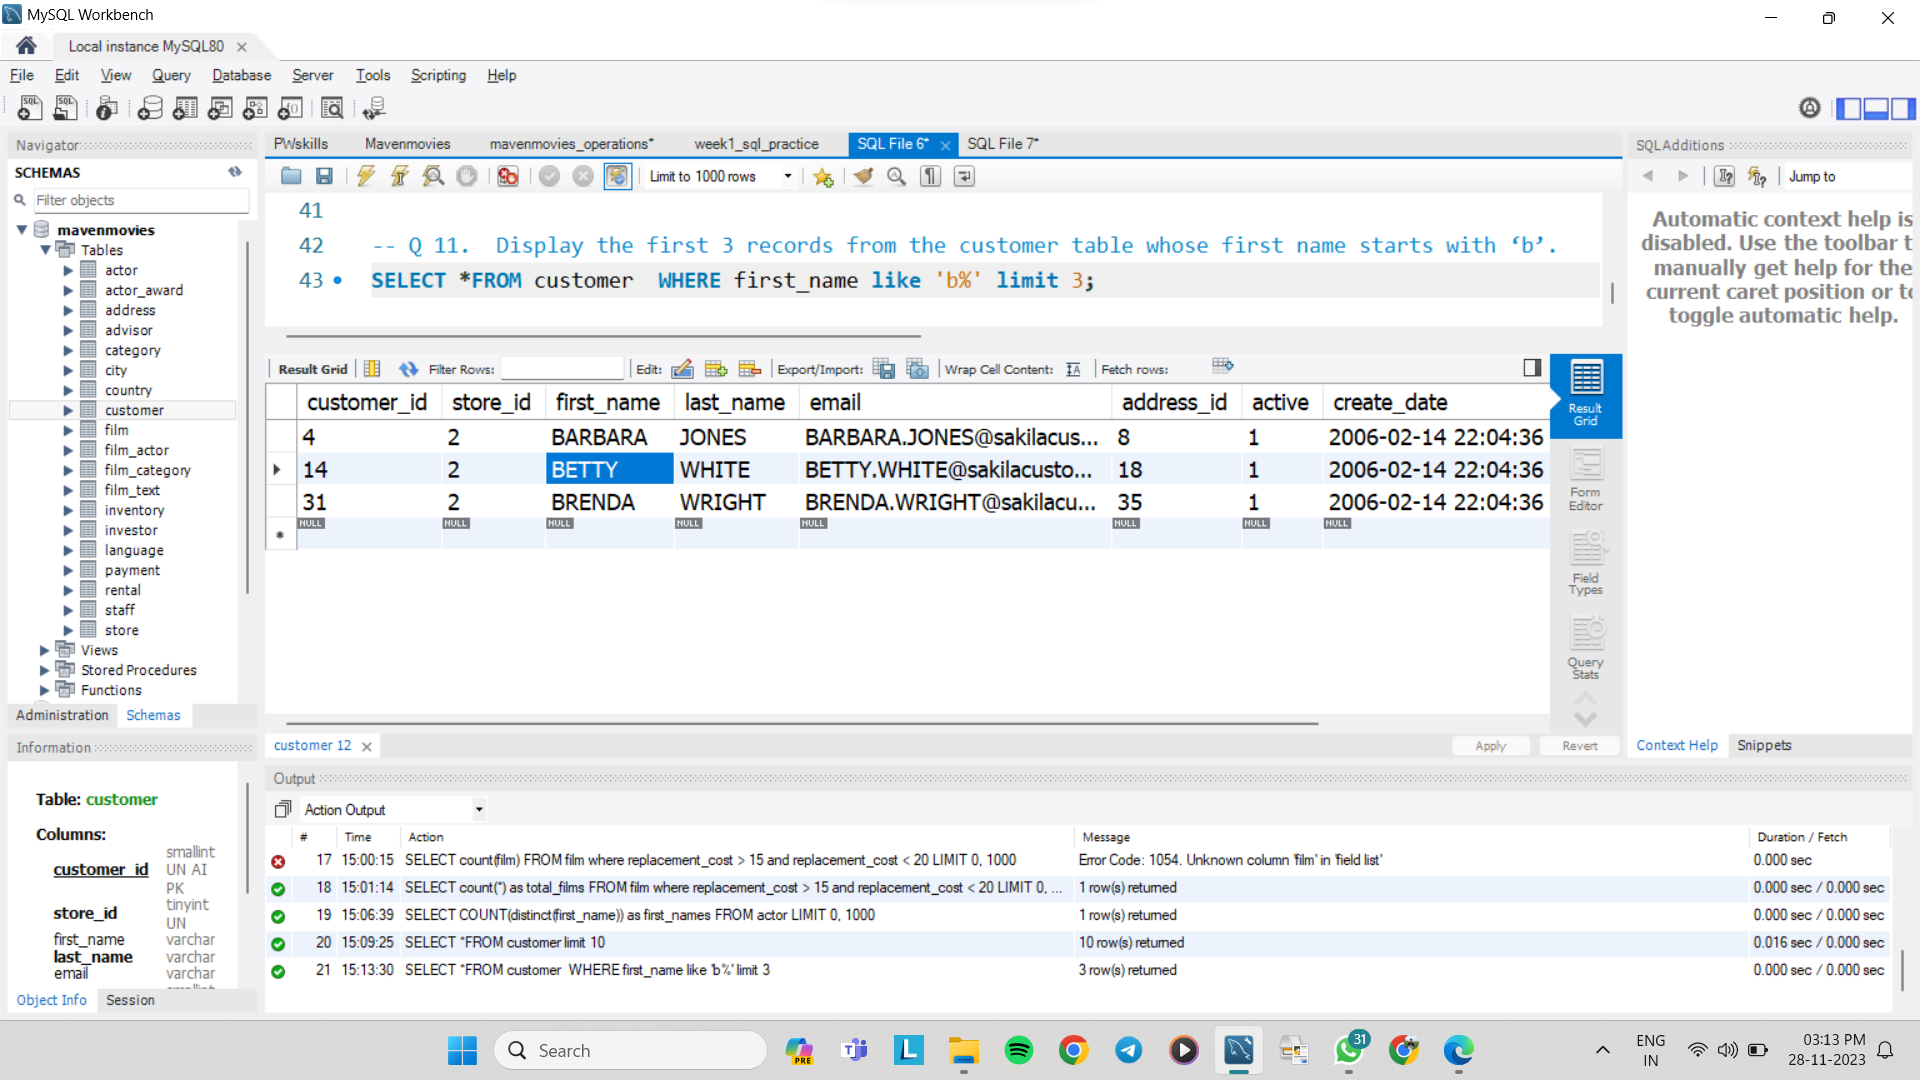 MySQL Workbench
Local instance MySQL80
File Edit View Query Database Server Tools Scripting Help
Navigator
SCHEMAS
Filter objects
mavenmovies
Tables
actor
actor_award
address
advisor
category
city
country
customer
film
film_actor
film_category
film_text
inventory
investor
language
payment
rental
staff
store
Views
Stored Procedures
Functions
Administration Schemas
Information
Table: customer
Columns:
customer_id smallint UN AI PK
store_id tinyint UN
first_name varchar
last_name varchar
email varchar
Object Info Session
PWskills Mavenmovies mavenmovies_operations* week1_sql_practice SQL File 6* SQL File 7*
Limit to 1000 rows
41
42 -- Q 11. Display the first 3 records from the customer table whose first name starts with ‘b’.
43 SELECT *FROM customer WHERE first_name like 'b%' limit 3;
Result Grid Filter Rows: Edit: Export/Import: Wrap Cell Content: Fetch rows:
customer_id store_id first_name last_name email address_id active create_date
4 2 BARBARA JONES BARBARA.JONES@sakilacus... 8 1 2006-02-14 22:04:36
14 2 BETTY WHITE BETTY.WHITE@sakilacusto... 18 1 2006-02-14 22:04:36
31 2 BRENDA WRIGHT BRENDA.WRIGHT@sakilacu... 35 1 2006-02-14 22:04:36
NULL NULL NULL NULL NULL NULL NULL NULL
Result Grid
Form Editor
Field Types
Query Stats
customer 12 Apply Revert
SQLAdditions
Jump to
Automatic context help is
disabled. Use the toolbar t
manually get help for the
current caret position or to
toggle automatic help.
Context Help Snippets
Output
Action Output
# Time Action Message Duration / Fetch
17 15:00:15 SELECT count(film) FROM film where replacement_cost > 15 and replacement_cost < 20 LIMIT 0, 1000 Error Code: 1054. Unknown column 'film' in 'field list' 0.000 sec
18 15:01:14 SELECT count(*) as total_films FROM film where replacement_cost > 15 and replacement_cost < 20 LIMIT 0, ... 1 row(s) returned 0.000 sec / 0.000 sec
19 15:06:39 SELECT COUNT(distinct(first_name)) as first_names FROM actor LIMIT 0, 1000 1 row(s) returned 0.000 sec / 0.000 sec
20 15:09:25 SELECT *FROM customer limit 10 10 row(s) returned 0.016 sec / 0.000 sec
21 15:13:30 SELECT *FROM customer WHERE first_name like 'b%' limit 3 3 row(s) returned 0.000 sec / 0.000 sec
Search
PRE
31
ENG
IN
03:13 PM
28-11-2023